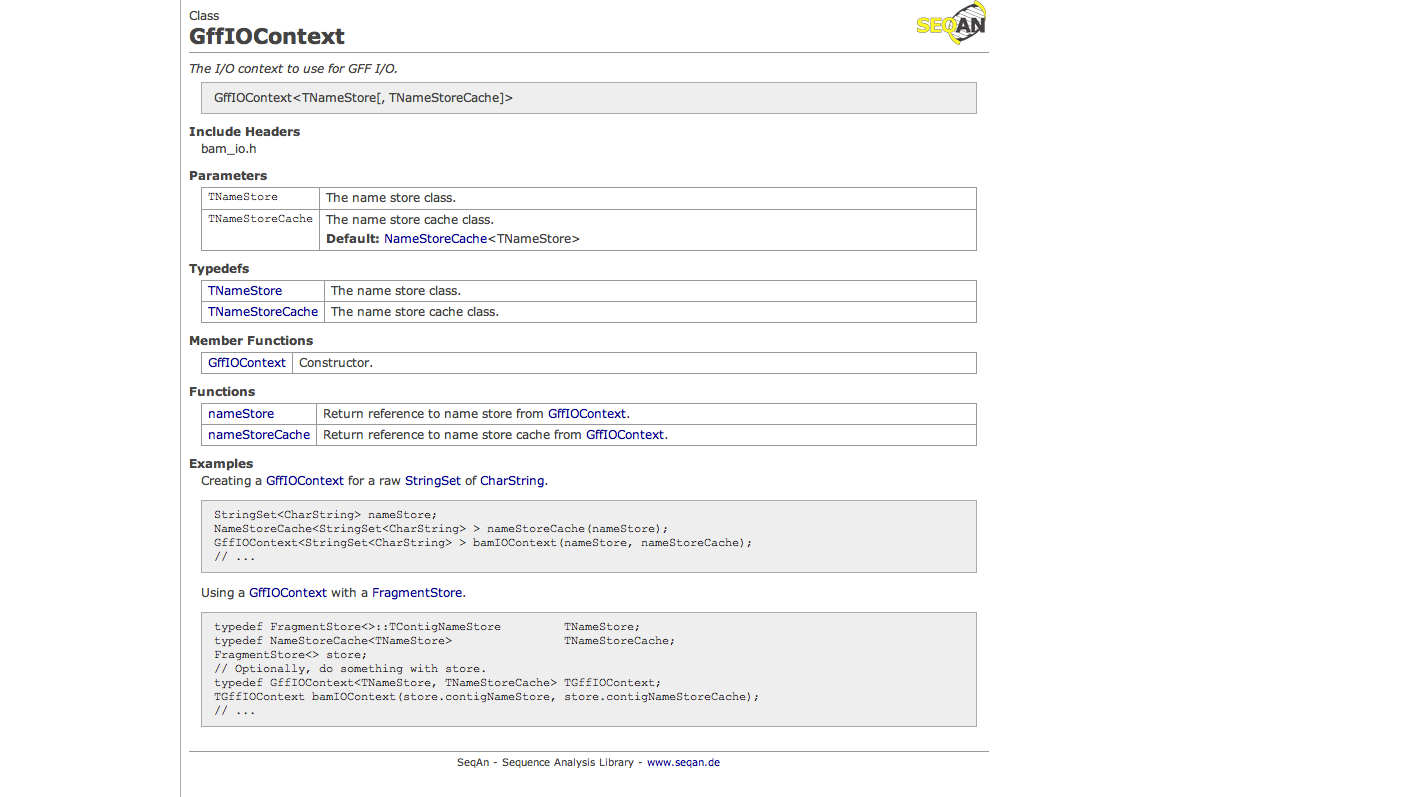 Class
GffIOContext
SEQAN
The I/O context to use for GFF I/O.
GffIOContext<TNameStore[, TNameStoreCache]>
Include Headers
bam_io.h
Parameters
TNameStore The name store class.
TNameStoreCache The name store cache class.
Default: NameStoreCache<TNameStore>
Typedefs
TNameStore The name store class.
TNameStoreCache The name store cache class.
Member Functions
GffIOContext Constructor.
Functions
nameStore Return reference to name store from GffIOContext.
nameStoreCache Return reference to name store cache from GffIOContext.
Examples
Creating a GffIOContext for a raw StringSet of CharString.
StringSet<CharString> nameStore;
NameStoreCache<StringSet<CharString> > nameStoreCache(nameStore);
GffIOContext<StringSet<CharString> > bamIOContext(nameStore, nameStoreCache);
// ...
Using a GffIOContext with a FragmentStore.
typedef FragmentStore<>::TContigNameStore         TNameStore;
typedef NameStoreCache<TNameStore>                TNameStoreCache;
FragmentStore<> store;
// Optionally, do something with store.
typedef GffIOContext<TNameStore, TNameStoreCache> TGffIOContext;
TGffIOContext bamIOContext(store.contigNameStore, store.contigNameStoreCache);
// ...
SeqAn - Sequence Analysis Library - www.seqan.de